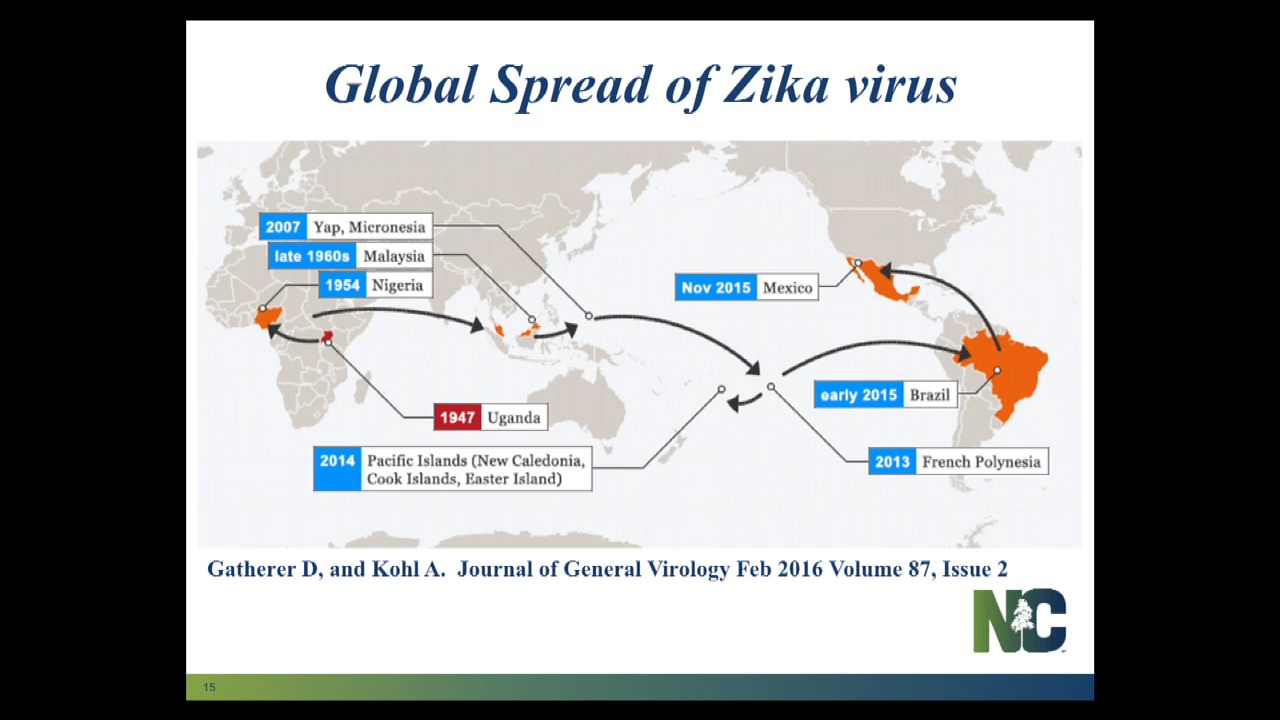 Global Spread of Zika virus
2007 Yap, Micronesia
late 1960s Malaysia
1954 Nigeria
Nov 2015 Mexico
early 2015 Brazil
1947 Uganda
2014 Pacific Islands (New Caledonia,
Cook Islands, Easter Island)
2013 French Polynesia
Gatherer D, and Kohl A. Journal of General Virology Feb 2016 Volume 87, Issue 2
NC
15